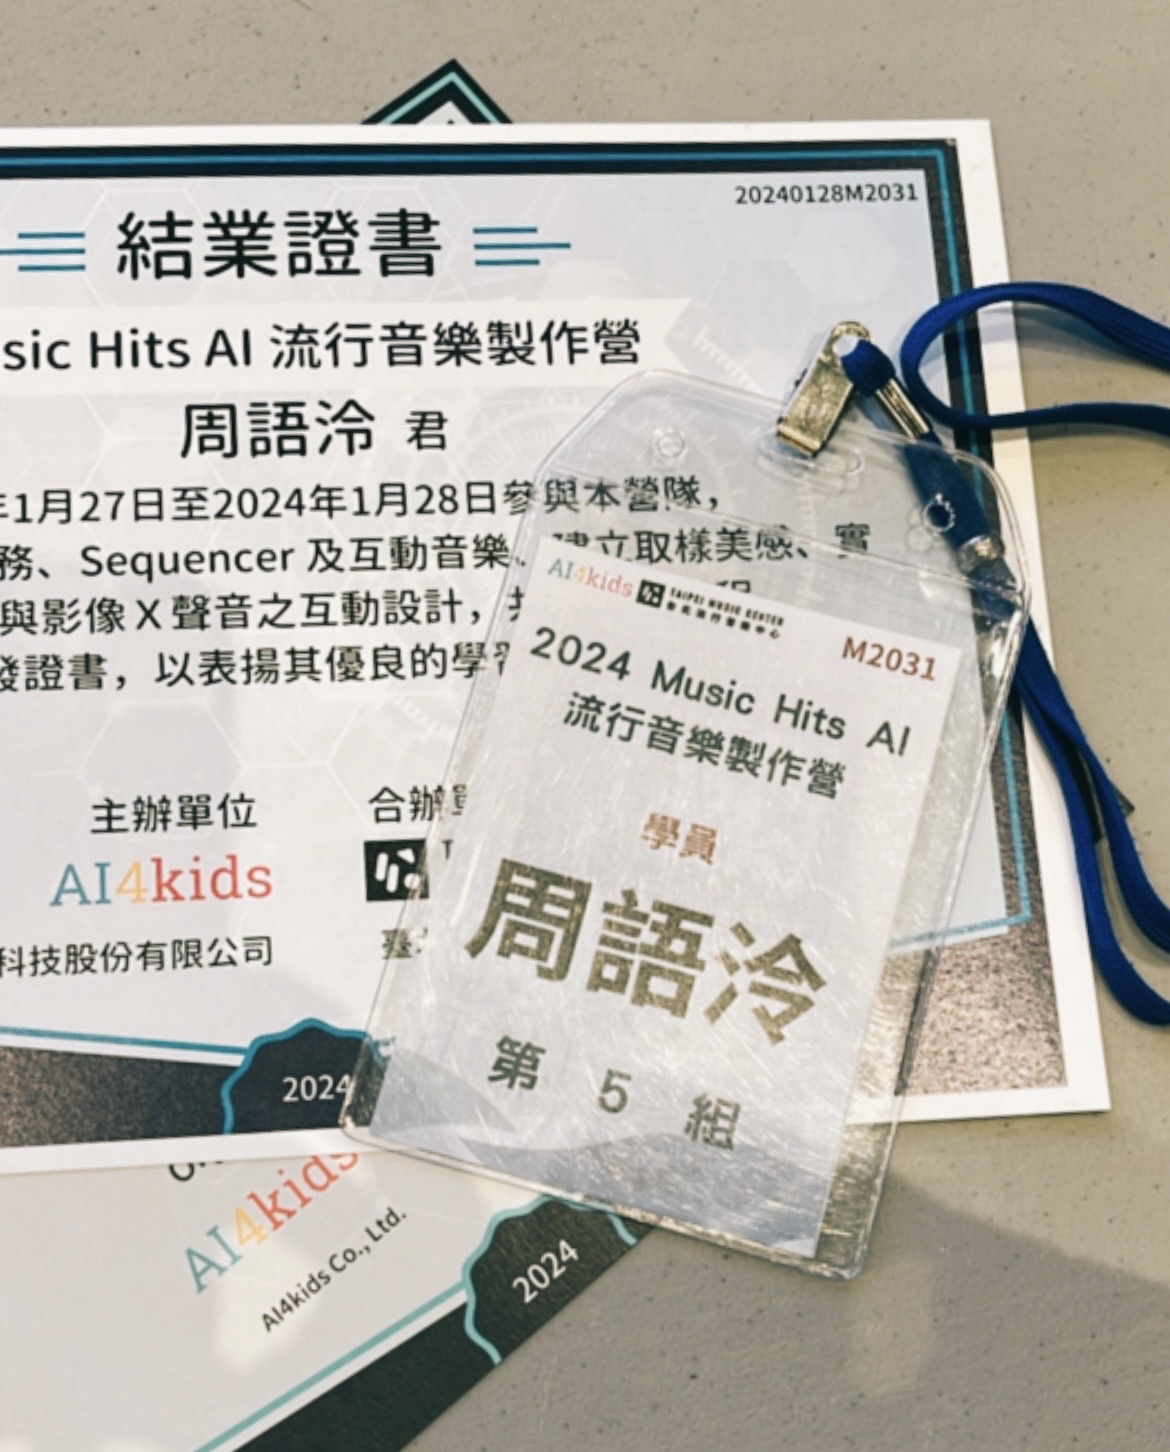 20240128M2031
結業證書
sic Hits AI 流行音樂製作營
周語泠 君
年1月27日至2024年1月28日參與本營隊，
務、Sequencer 及互動音樂、建立取樣美感、實
與影像 X 聲音之互動設計，
發證書，以表揚其優良的學習
主辦單位
合辦單
AI4kids
科技股份有限公司
臺
2024
AI4kids
AI4kids Co., Ltd.
2024
AI4kids TAIPEI MUSIC CENTER
臺北流行音樂中心
M2031
2024 Music Hits AI
流行音樂製作營
學員
周語泠
第 5 組